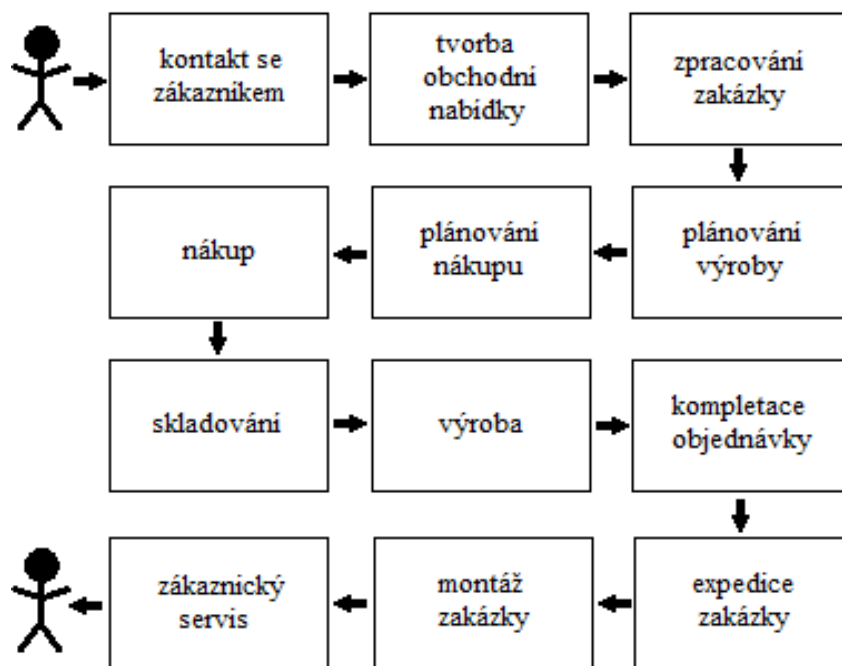 kontakt se
zákazníkem
tvorba
obchodní
nabídky
zpracování
zakázky
plánování
výroby
plánování
nákupu
nákup
skladování
výroba
kompletace
objednávky
expedice
zakázky
montáž
zakázky
zákaznický
servis